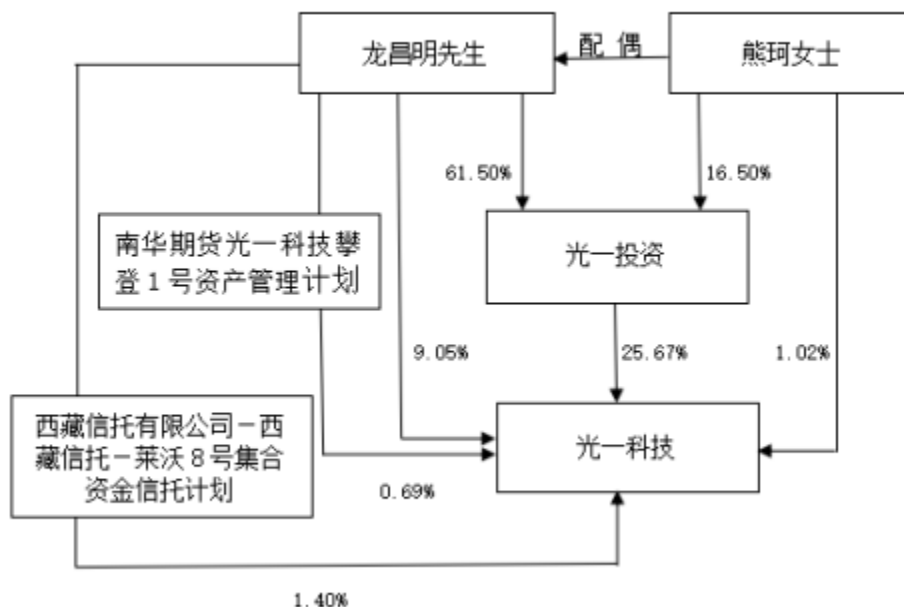 龙昌明先生
配 偶
熊珂女士
61.50%
16.50%
南华期货光一科技攀
登1号资产管理计划
光一投资
9.05%
25.67%
1.02%
西藏信托有限公司－西
藏信托－莱沃8号集合
资金信托计划
光一科技
0.69%
1.40%